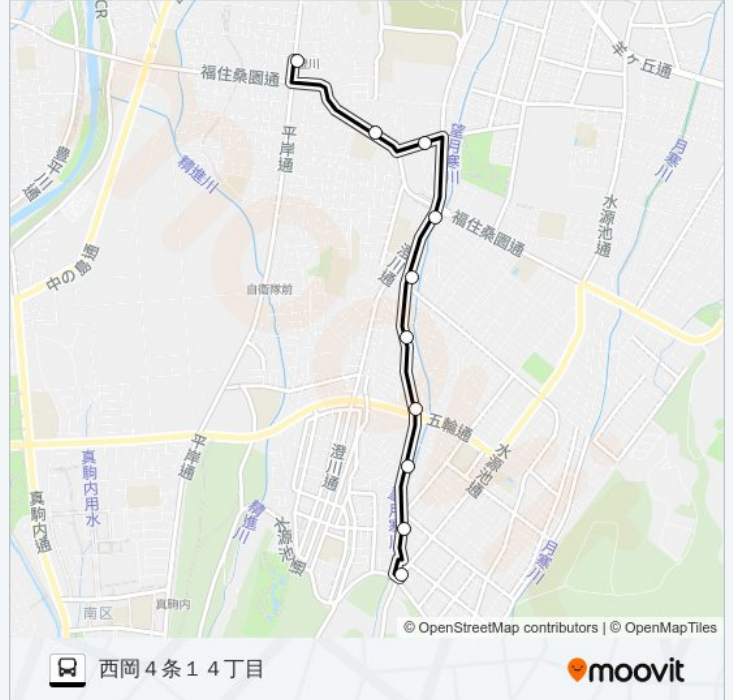 CR
羊ヶ丘通
福住桑園通
澄川
平岸通
望月寒川
月寒川
豊平川通
精進川
水源池通
福住桑園通
澄川通
中の島通
自衛隊前
五輪通
水源池通
平岸通
澄川通
真駒内用水
真駒内通
精進川
水源池通
月寒川
南区
真駒内
© OpenStreetMap contributors | © OpenMapTiles
西岡４条１４丁目
moovit